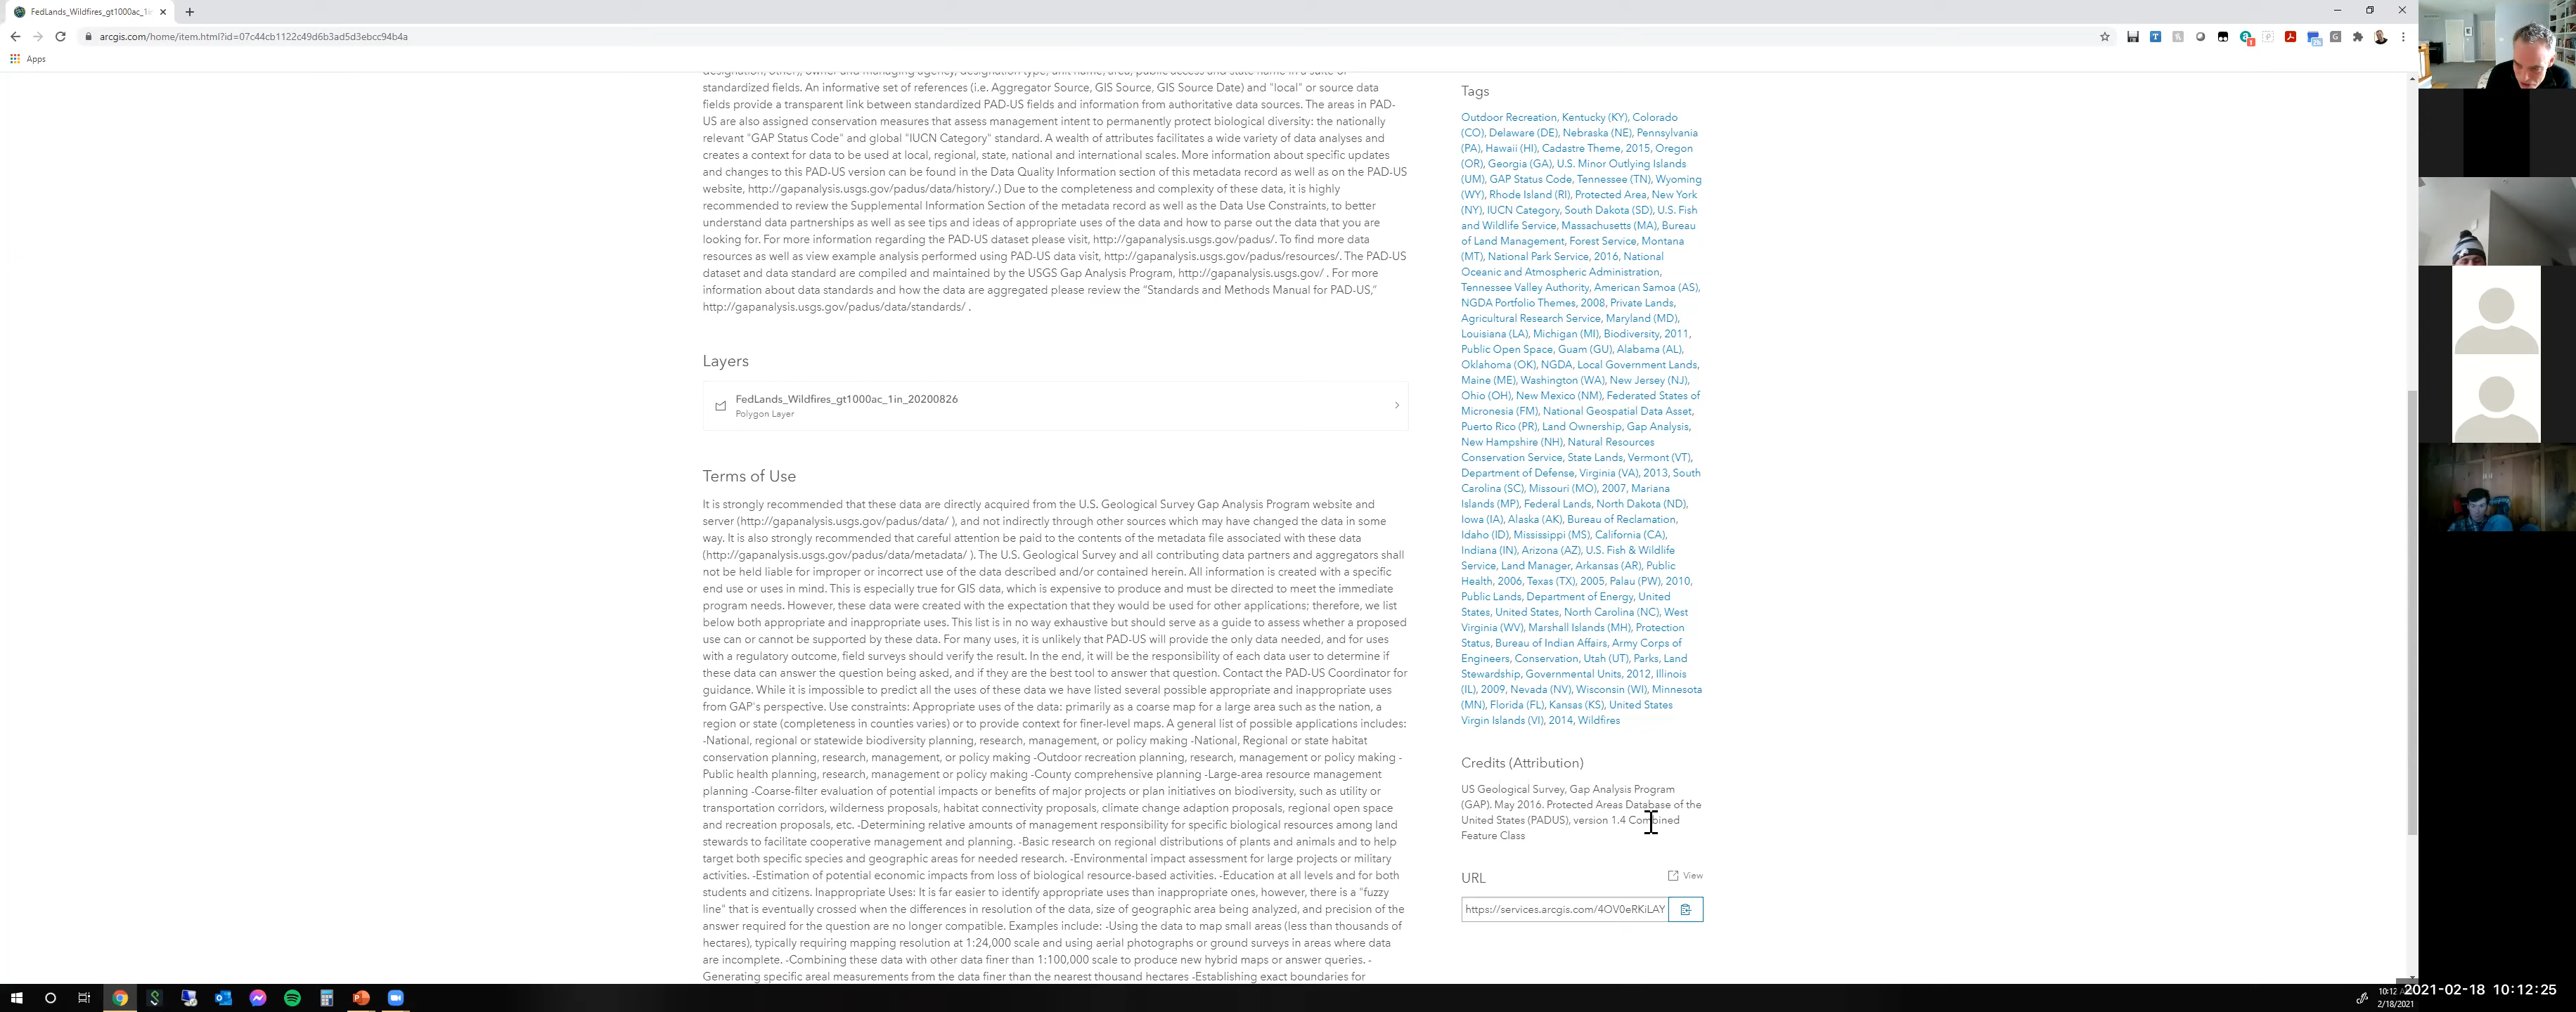 FedLands_Wildfires_gt1000ac_1in
arcgis.com/home/item.html?id=07c44cb1122c49d6b3ad5d3ebcc94b4a
Apps
designation, other), owner and managing agency, designation type, unit name, area, public access and state name in a suite of
standardized fields. An informative set of references (i.e. Aggregator Source, GIS Source, GIS Source Date) and "local" or source data
fields provide a transparent link between standardized PAD-US fields and information from authoritative data sources. The areas in PAD-
US are also assigned conservation measures that assess management intent to permanently protect biological diversity: the nationally
relevant "GAP Status Code" and global "IUCN Category" standard. A wealth of attributes facilitates a wide variety of data analyses and
creates a context for data to be used at local, regional, state, national and international scales. More information about specific updates
and changes to this PAD-US version can be found in the Data Quality Information section of this metadata record as well as on the PAD-US
website, http://gapanalysis.usgs.gov/padus/data/history/.) Due to the completeness and complexity of these data, it is highly
recommended to review the Supplemental Information Section of the metadata record as well as the Data Use Constraints, to better
understand data partnerships as well as see tips and ideas of appropriate uses of the data and how to parse out the data that you are
looking for. For more information regarding the PAD-US dataset please visit, http://gapanalysis.usgs.gov/padus/. To find more data
resources as well as view example analysis performed using PAD-US data visit, http://gapanalysis.usgs.gov/padus/resources/. The PAD-US
dataset and data standard are compiled and maintained by the USGS Gap Analysis Program, http://gapanalysis.usgs.gov/ . For more
information about data standards and how the data are aggregated please review the “Standards and Methods Manual for PAD-US,”
http://gapanalysis.usgs.gov/padus/data/standards/ .
Layers
FedLands_Wildfires_gt1000ac_1in_20200826
Polygon Layer
Terms of Use
It is strongly recommended that these data are directly acquired from the U.S. Geological Survey Gap Analysis Program website and
server (http://gapanalysis.usgs.gov/padus/data/ ), and not indirectly through other sources which may have changed the data in some
way. It is also strongly recommended that careful attention be paid to the contents of the metadata file associated with these data
(http://gapanalysis.usgs.gov/padus/data/metadata/ ). The U.S. Geological Survey and all contributing data partners and aggregators shall
not be held liable for improper or incorrect use of the data described and/or contained herein. All information is created with a specific
end use or uses in mind. This is especially true for GIS data, which is expensive to produce and must be directed to meet the immediate
program needs. However, these data were created with the expectation that they would be used for other applications; therefore, we list
below both appropriate and inappropriate uses. This list is in no way exhaustive but should serve as a guide to assess whether a proposed
use can or cannot be supported by these data. For many uses, it is unlikely that PAD-US will provide the only data needed, and for uses
with a regulatory outcome, field surveys should verify the result. In the end, it will be the responsibility of each data user to determine if
these data can answer the question being asked, and if they are the best tool to answer that question. Contact the PAD-US Coordinator for
guidance. While it is impossible to predict all the uses of these data we have listed several possible appropriate and inappropriate uses
from GAP's perspective. Use constraints: Appropriate uses of the data: primarily as a coarse map for a large area such as the nation, a
region or state (completeness in counties varies) or to provide context for finer-level maps. A general list of possible applications includes:
-National, regional or statewide biodiversity planning, research, management, or policy making -National, Regional or state habitat
conservation planning, research, management, or policy making -Outdoor recreation planning, research, management or policy making -
Public health planning, research, management or policy making -County comprehensive planning -Large-area resource management
planning -Coarse-filter evaluation of potential impacts or benefits of major projects or plan initiatives on biodiversity, such as utility or
transportation corridors, wilderness proposals, habitat connectivity proposals, climate change adaption proposals, regional open space
and recreation proposals, etc. -Determining relative amounts of management responsibility for specific biological resources among land
stewards to facilitate cooperative management and planning. -Basic research on regional distributions of plants and animals and to help
target both specific species and geographic areas for needed research. -Environmental impact assessment for large projects or military
activities. -Estimation of potential economic impacts from loss of biological resource-based activities. -Education at all levels and for both
students and citizens. Inappropriate Uses: It is far easier to identify appropriate uses than inappropriate ones, however, there is a "fuzzy
line" that is eventually crossed when the differences in resolution of the data, size of geographic area being analyzed, and precision of the
answer required for the question are no longer compatible. Examples include: -Using the data to map small areas (less than thousands of
hectares), typically requiring mapping resolution at 1:24,000 scale and using aerial photographs or ground surveys in areas where data
are incomplete. -Combining these data with other data finer than 1:100,000 scale to produce new hybrid maps or answer queries. -
Generating specific areal measurements from the data finer than the nearest thousand hectares -Establishing exact boundaries for
Tags
Outdoor Recreation, Kentucky (KY), Colorado
(CO), Delaware (DE), Nebraska (NE), Pennsylvania
(PA), Hawaii (HI), Cadastre Theme, 2015, Oregon
(OR), Georgia (GA), U.S. Minor Outlying Islands
(UM), GAP Status Code, Tennessee (TN), Wyoming
(WY), Rhode Island (RI), Protected Area, New York
(NY), IUCN Category, South Dakota (SD), U.S. Fish
and Wildlife Service, Massachusetts (MA), Bureau
of Land Management, Forest Service, Montana
(MT), National Park Service, 2016, National
Oceanic and Atmospheric Administration,
Tennessee Valley Authority, American Samoa (AS),
NGDA Portfolio Themes, 2008, Private Lands,
Agricultural Research Service, Maryland (MD),
Louisiana (LA), Michigan (MI), Biodiversity, 2011,
Public Open Space, Guam (GU), Alabama (AL),
Oklahoma (OK), NGDA, Local Government Lands,
Maine (ME), Washington (WA), New Jersey (NJ),
Ohio (OH), New Mexico (NM), Federated States of
Micronesia (FM), National Geospatial Data Asset,
Puerto Rico (PR), Land Ownership, Gap Analysis,
New Hampshire (NH), Natural Resources
Conservation Service, State Lands, Vermont (VT),
Department of Defense, Virginia (VA), 2013, South
Carolina (SC), Missouri (MO), 2007, Mariana
Islands (MP), Federal Lands, North Dakota (ND),
Iowa (IA), Alaska (AK), Bureau of Reclamation,
Idaho (ID), Mississippi (MS), California (CA),
Indiana (IN), Arizona (AZ), U.S. Fish & Wildlife
Service, Land Manager, Arkansas (AR), Public
Health, 2006, Texas (TX), 2005, Palau (PW), 2010,
Public Lands, Department of Energy, United
States, United States, North Carolina (NC), West
Virginia (WV), Marshall Islands (MH), Protection
Status, Bureau of Indian Affairs, Army Corps of
Engineers, Conservation, Utah (UT), Parks, Land
Stewardship, Governmental Units, 2012, Illinois
(IL), 2009, Nevada (NV), Wisconsin (WI), Minnesota
(MN), Florida (FL), Kansas (KS), United States
Virgin Islands (VI), 2014, Wildfires
Credits (Attribution)
US Geological Survey, Gap Analysis Program
(GAP). May 2016. Protected Areas Database of the
United States (PADUS), version 1.4 Combined
Feature Class
URL
View
https://services.arcgis.com/4OV0eRKiLAY
10:12
2/18/2021
2021-02-18 10:12:25